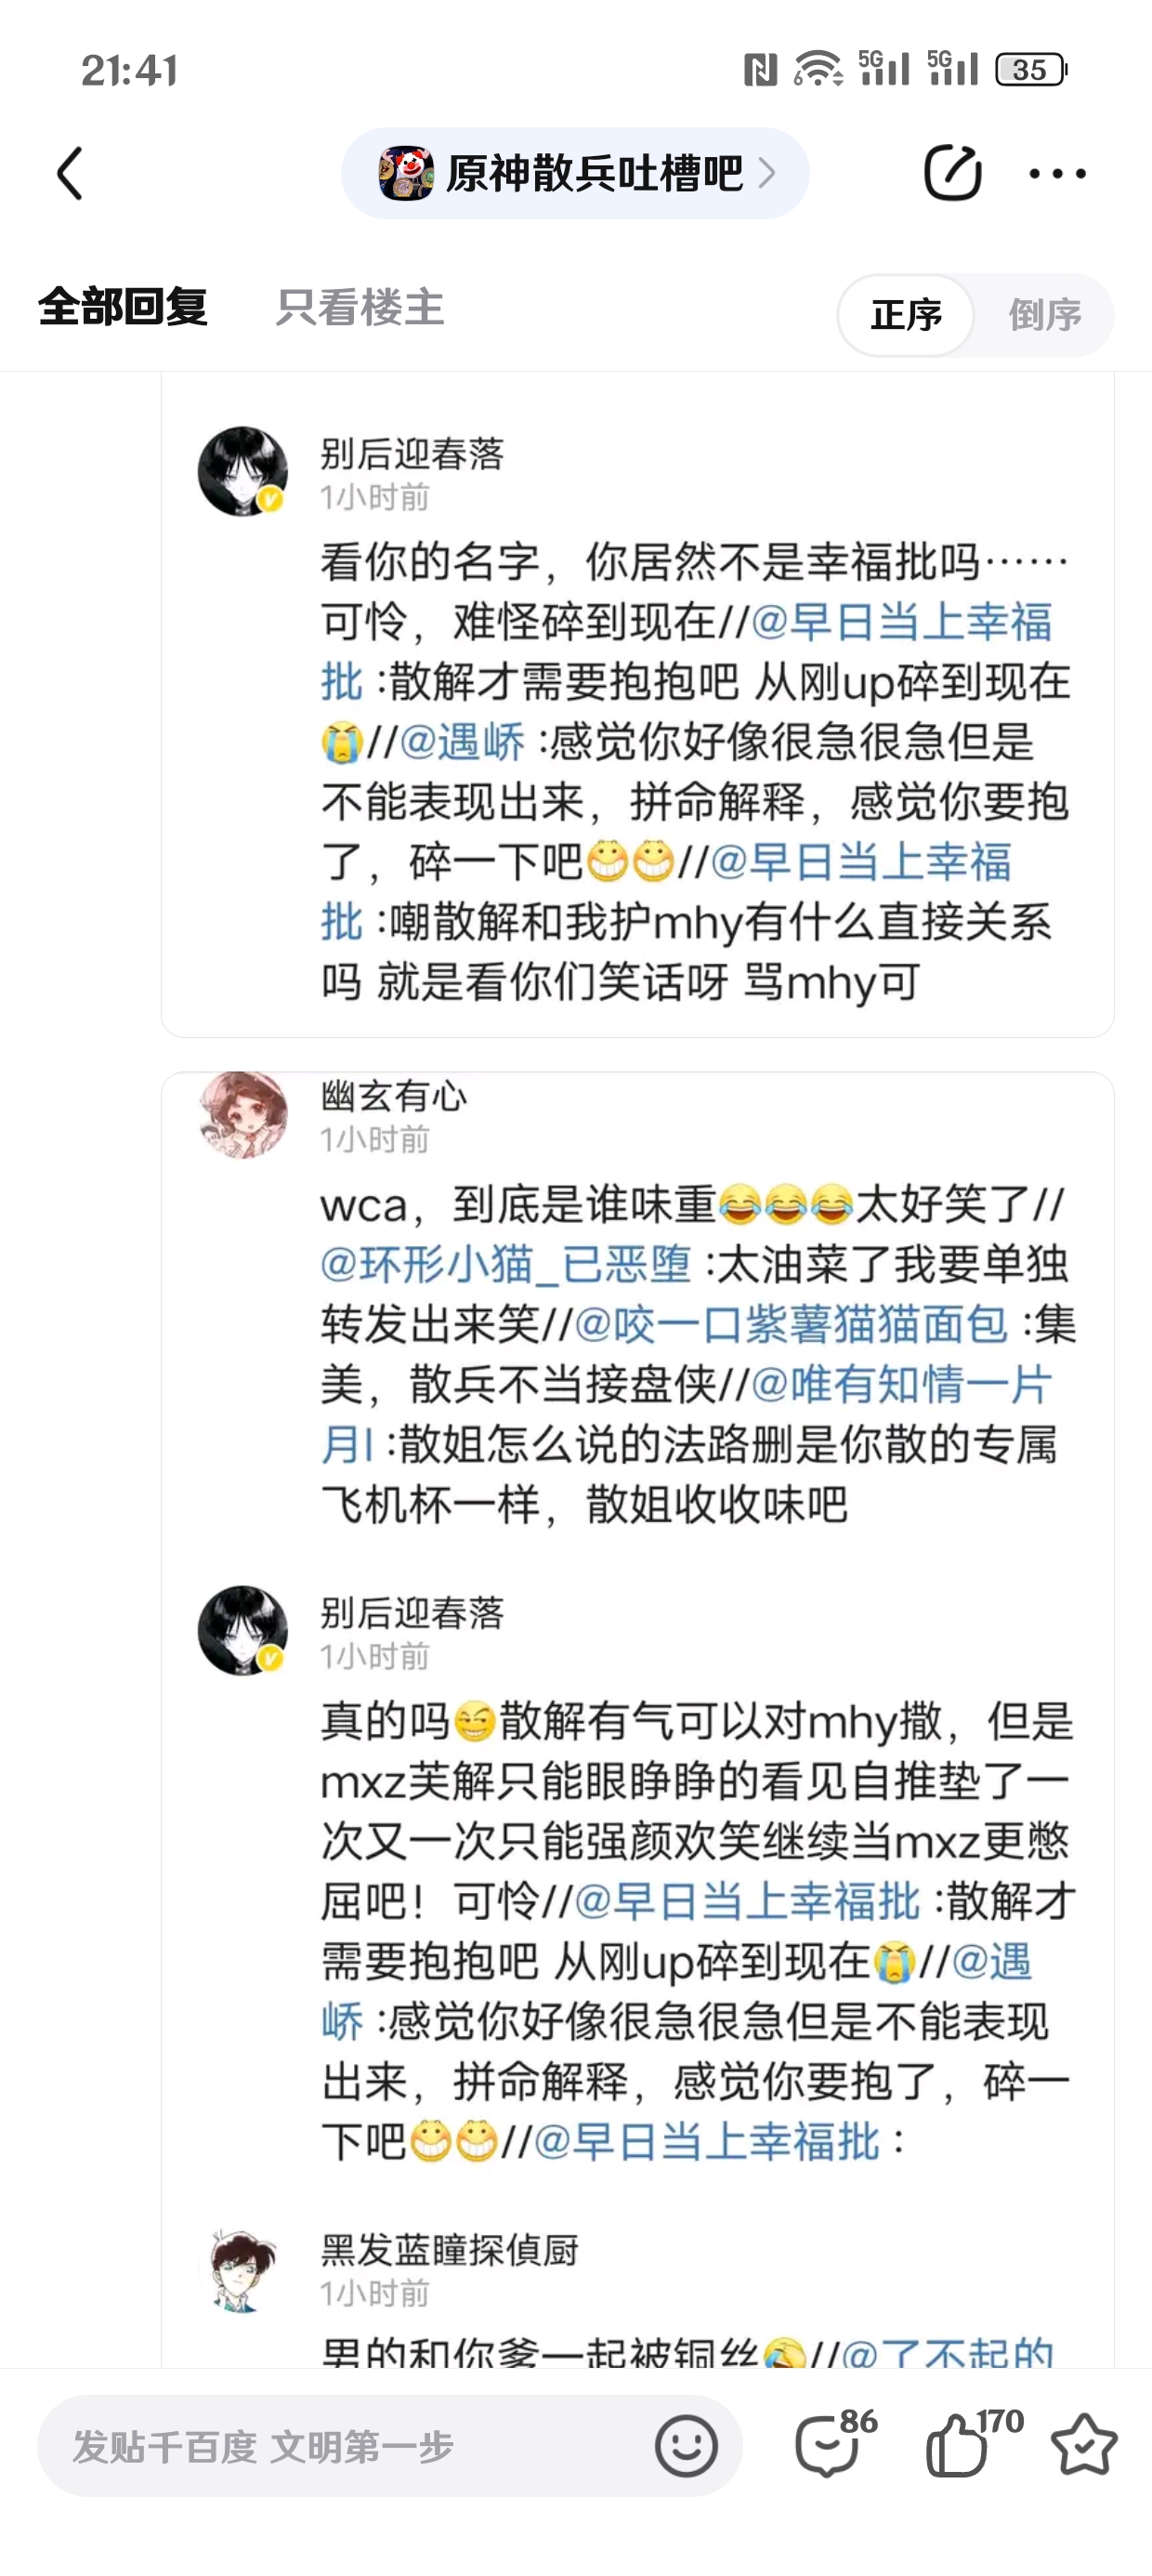 21:41
6
5G
5G
35
原神散兵吐槽吧
全部回复
只看楼主
正序
倒序
别后迎春落
1小时前
看你的名字，你居然不是幸福批吗……
可怜，难怪碎到现在//@早日当上幸福
批 :散解才需要抱抱吧 从刚up碎到现在
//@遇峤 :感觉你好像很急很急但是
不能表现出来，拼命解释，感觉你要抱
了，碎一下吧//@早日当上幸福
批 :嘲散解和我护mhy有什么直接关系
吗 就是看你们笑话呀 骂mhy可
幽玄有心
1小时前
wca，到底是谁味重太好笑了//
@环形小猫_已恶堕 :太油菜了我要单独
转发出来笑//@咬一口紫薯猫猫面包 :集
美，散兵不当接盘侠//@唯有知情一片
月l :散姐怎么说的法路删是你散的专属
飞机杯一样，散姐收收味吧
别后迎春落
1小时前
真的吗散解有气可以对mhy撒，但是
mxz芙解只能眼睁睁的看见自推垫了一
次又一次只能强颜欢笑继续当mxz更憋
屈吧！可怜//@早日当上幸福批 :散解才
需要抱抱吧 从刚up碎到现在//@遇
峤 :感觉你好像很急很急但是不能表现
出来，拼命解释，感觉你要抱了，碎一
下吧//@早日当上幸福批 :
黑发蓝瞳探偵厨
1小时前
男的和你爹一起被铜丝//@了不起的
发贴千百度 文明第一步
86
170